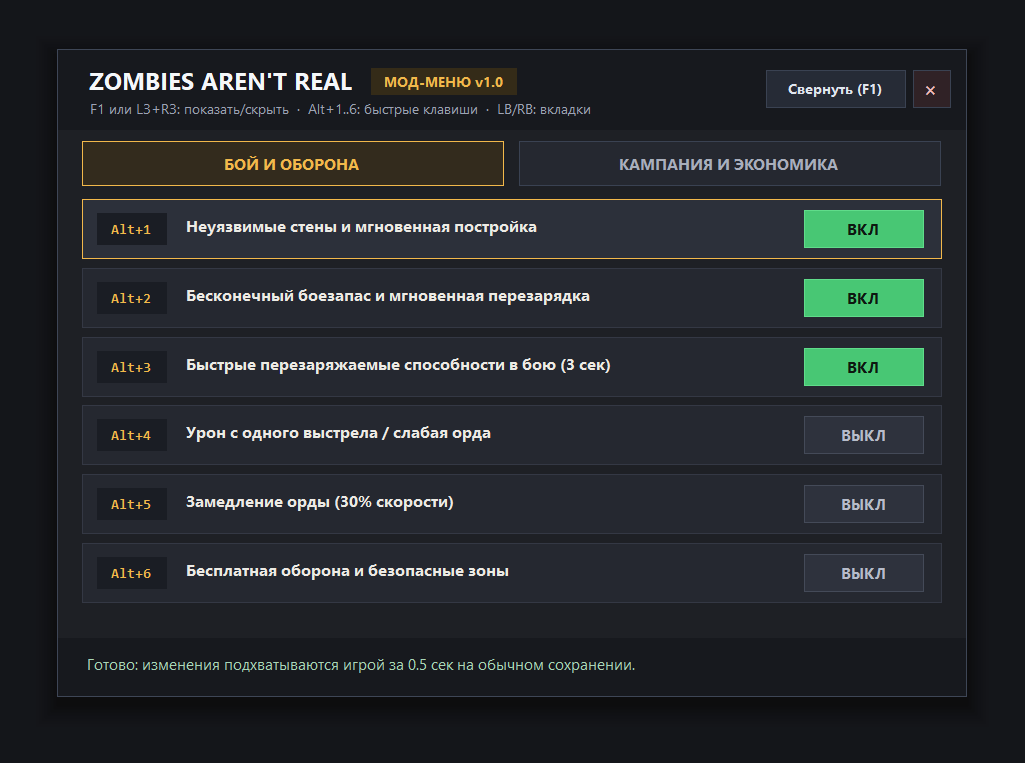 ZOMBIES AREN'T REAL
МОД-МЕНЮ v1.0
Свернуть (F1)
×
F1 или L3+R3: показать/скрыть · Alt+1..6: быстрые клавиши · LB/RB: вкладки
БОЙ И ОБОРОНА
КАМПАНИЯ И ЭКОНОМИКА
Alt+1 Неуязвимые стены и мгновенная постройка ВКЛ
Alt+2 Бесконечный боезапас и мгновенная перезарядка ВКЛ
Alt+3 Быстрые перезаряжаемые способности в бою (3 сек) ВКЛ
Alt+4 Урон с одного выстрела / слабая орда ВЫКЛ
Alt+5 Замедление орды (30% скорости) ВЫКЛ
Alt+6 Бесплатная оборона и безопасные зоны ВЫКЛ
Готово: изменения подхватываются игрой за 0.5 сек на обычном сохранении.